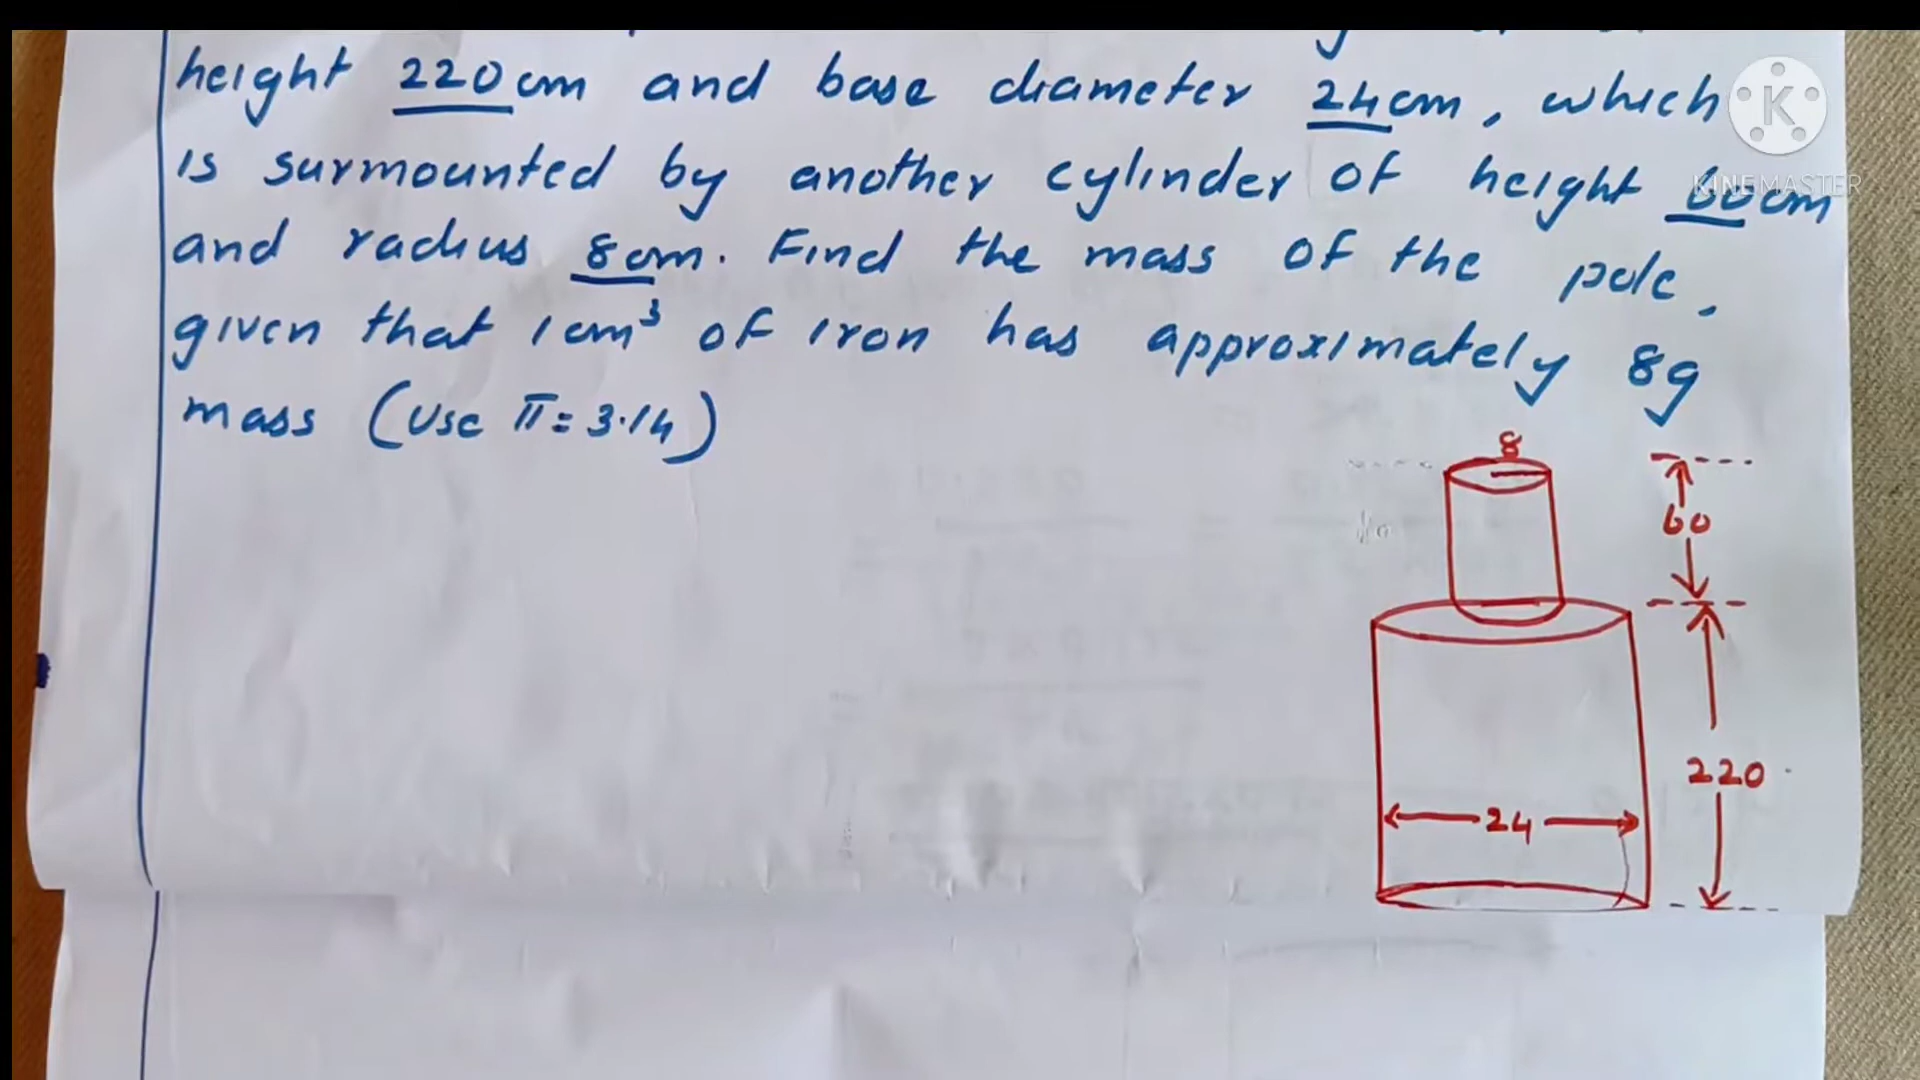 height 220cm and base diameter 24cm, which
is surmounted by another cylinder of height 60cm
and radius 8cm. Find the mass of the pole,
given that 1cm³ of iron has approximately 8g
mass (Use π = 3.14)
8
60
220
24
K
KINEMASTER